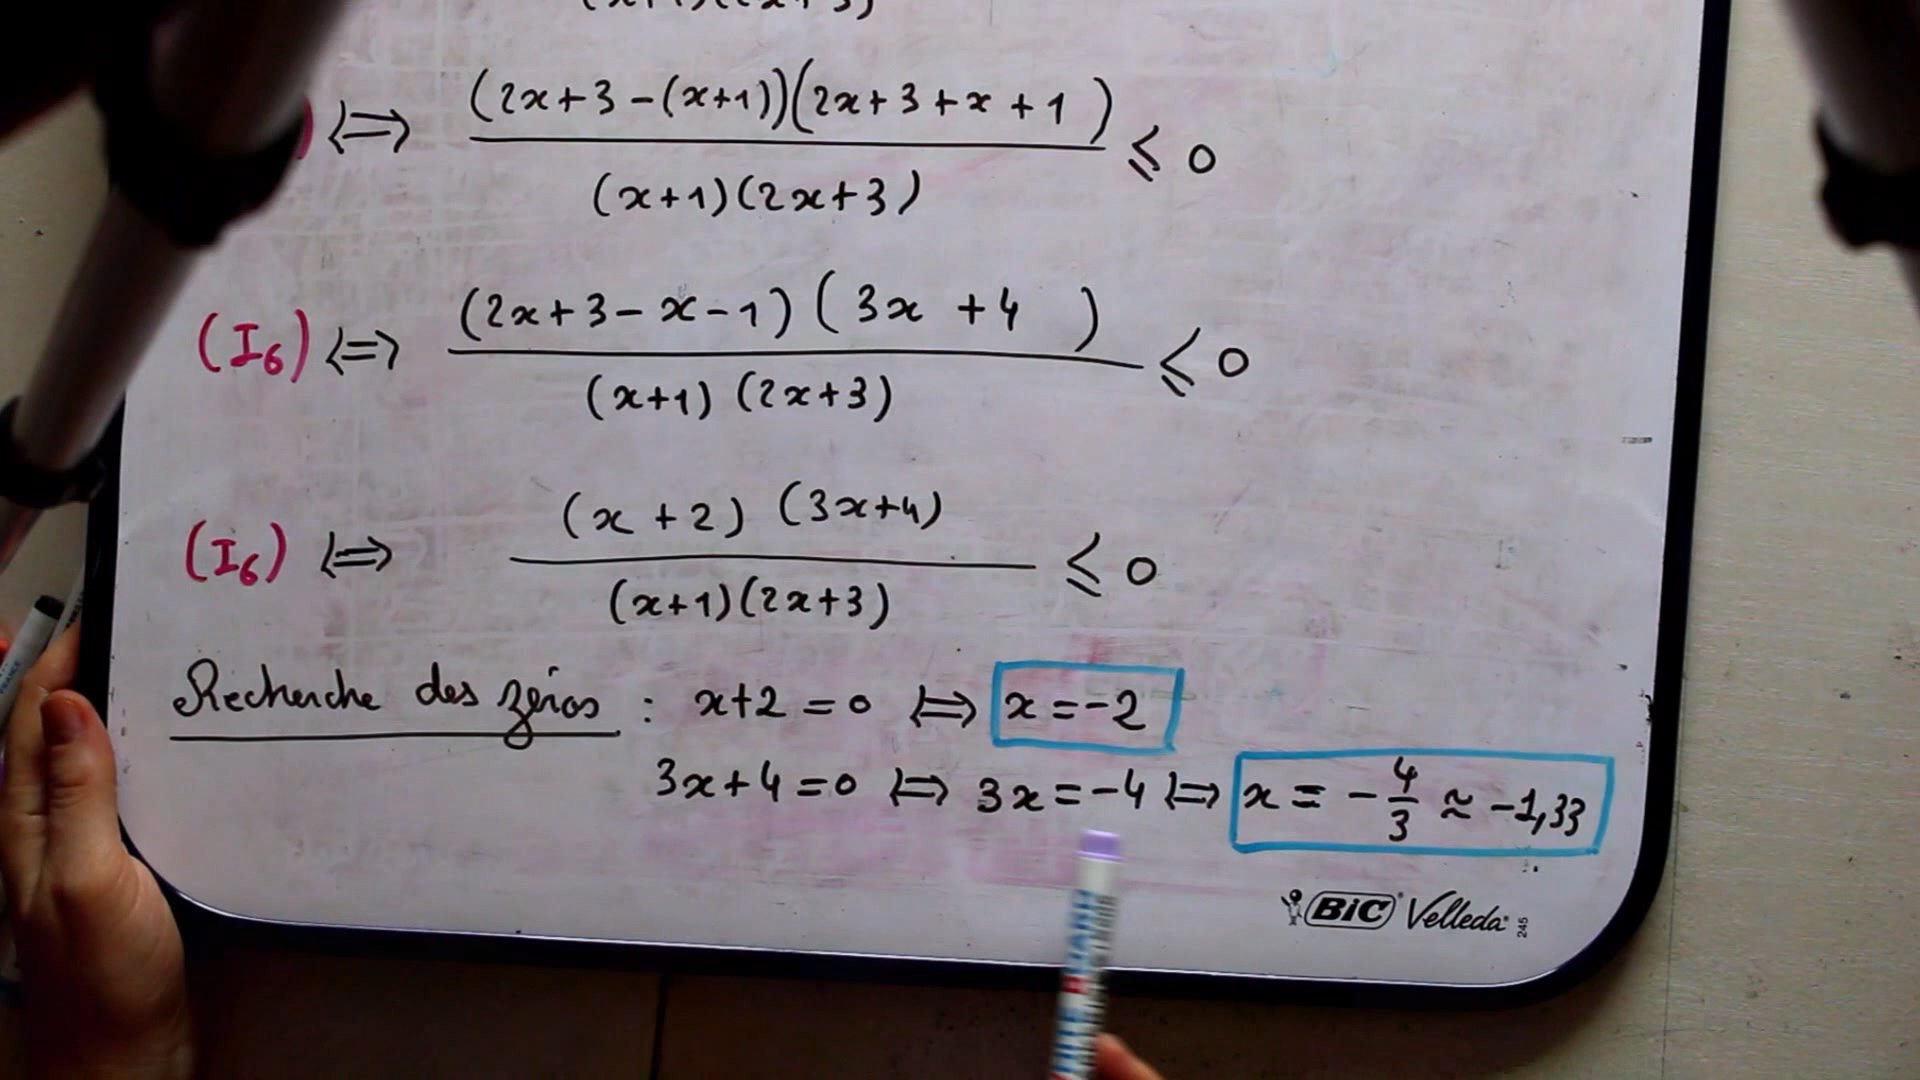 ) ⇔ (2x+3-(x+1))(2x+3+x+1) / (x+1)(2x+3) ⩽ 0
(I₆) ⇔ (2x+3-x-1)(3x+4) / (x+1)(2x+3) ⩽ 0
(I₆) ⇔ (x+2)(3x+4) / (x+1)(2x+3) ⩽ 0
Recherche des zéros : x+2=0 ⇔ x=-2
3x+4=0 ⇔ 3x=-4 ⇔ x=-4/3 ≈ -1,33
BIC® Velleda® 245